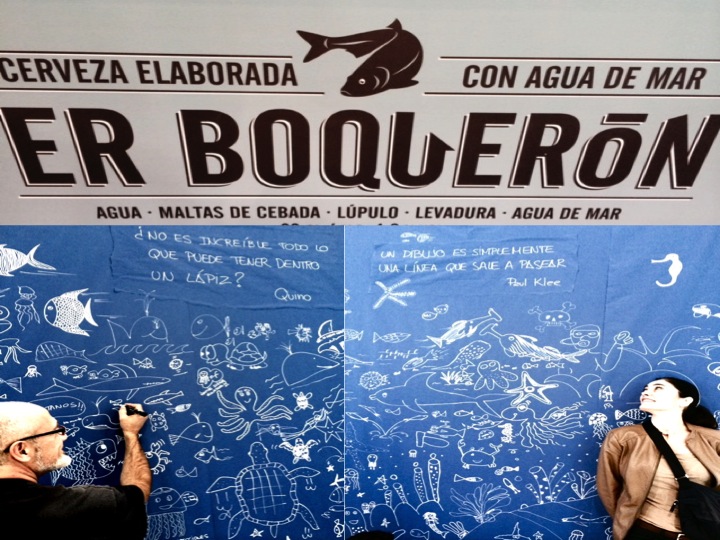 CERVEZA ELABORADA CON AGUA DE MAR
ER BOQUERŌN
AGUA · MALTAS DE CEBADA · LÚPULO · LEVADURA · AGUA DE MAR
¿NO ES INCREÍBLE TODO LO
QUE PUEDE TENER DENTRO
UN LÁPIZ?
Quino
UN DIBUJO ES SIMPLEMENTE
UNA LÍNEA QUE SALE A PASEAR
Paul Klee